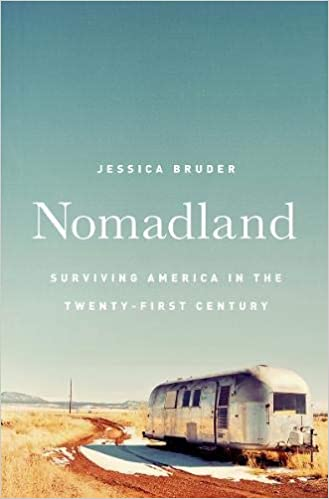 JESSICA BRUDER
Nomadland
SURVIVING AMERICA IN THE
TWENTY-FIRST CENTURY